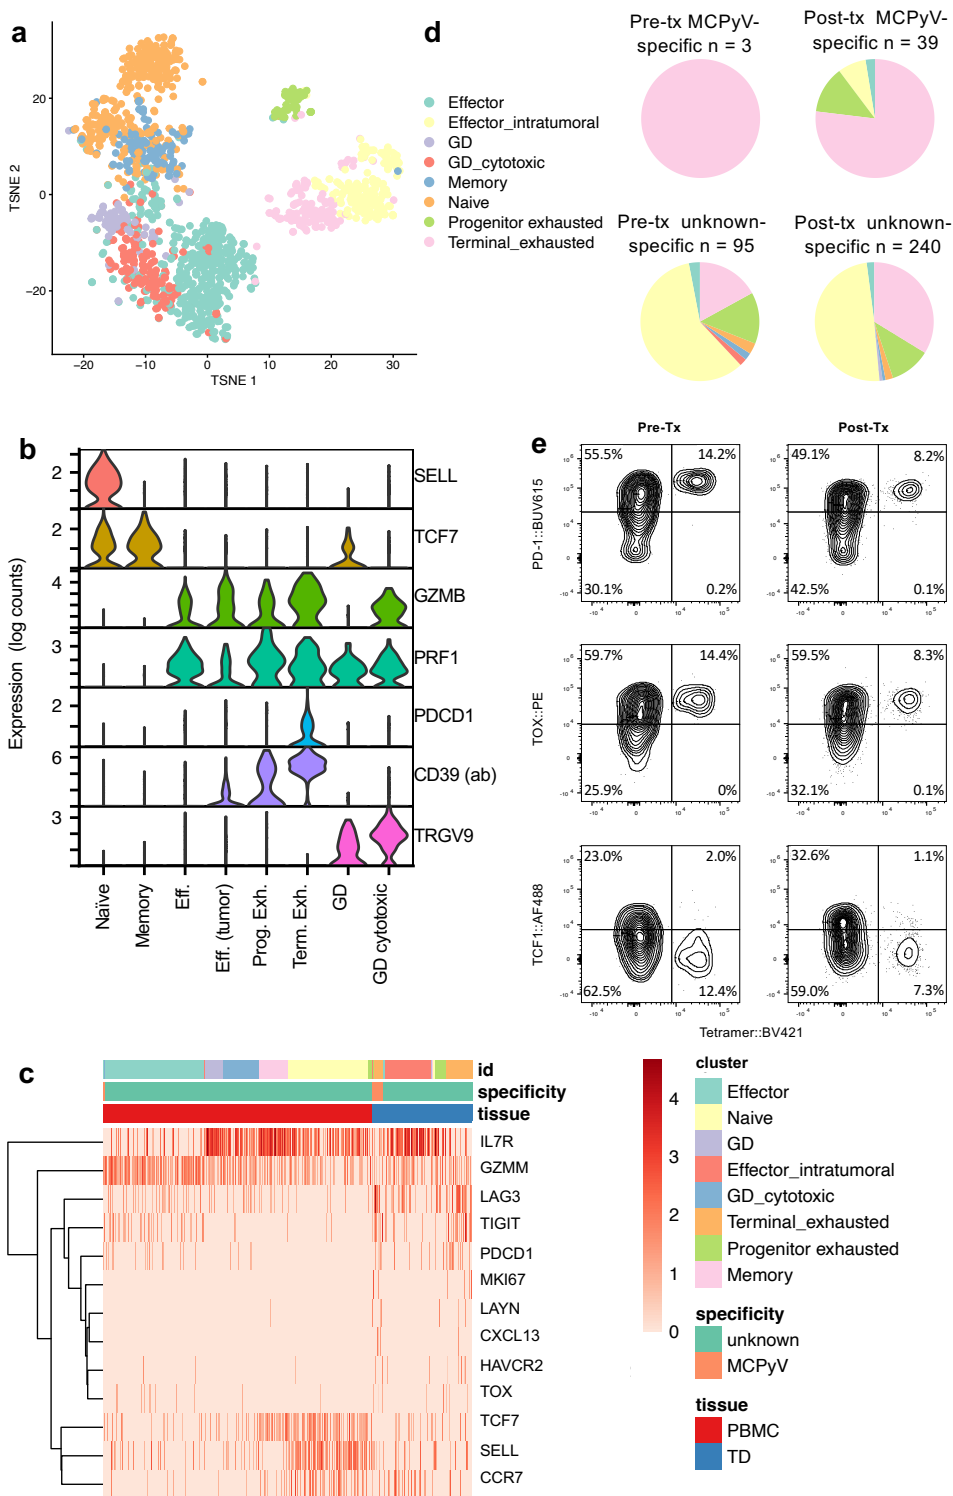 a
20
0
−20
TSNE 2
−20
−10
0
10
20
30
TSNE 1
Effector
Effector_intratumoral
GD
GD_cytotoxic
Memory
Naive
Progenitor exhausted
Terminal_exhausted
d
Pre-tx MCPyV-
specific n = 3
Post-tx MCPyV-
specific n = 39
Pre-tx unknown-
specific n = 95
Post-tx unknown-
specific n = 240
b
Expression (log counts)
2
SELL
2
TCF7
4
GZMB
3
PRF1
2
PDCD1
6
CD39 (ab)
3
TRGV9
Naïve
Memory
Eff.
Eff. (tumor)
Prog. Exh.
Term. Exh.
GD
GD cytotoxic
e
Pre-Tx
Post-Tx
PD-1::BUV615
55.5%
14.2%
30.1%
0.2%
49.1%
8.2%
42.5%
0.1%
TOX::PE
59.7%
14.4%
25.9%
0%
59.5%
8.3%
32.1%
0.1%
TCF1::AF488
23.0%
2.0%
62.5%
12.4%
32.6%
1.1%
59.0%
7.3%
Tetramer::BV421
c
id
specificity
tissue
IL7R
GZMM
LAG3
TIGIT
PDCD1
MKI67
LAYN
CXCL13
HAVCR2
TOX
TCF7
SELL
CCR7
4
3
2
1
0
cluster
Effector
Naive
GD
Effector_intratumoral
GD_cytotoxic
Terminal_exhausted
Progenitor exhausted
Memory
specificity
unknown
MCPyV
tissue
PBMC
TD